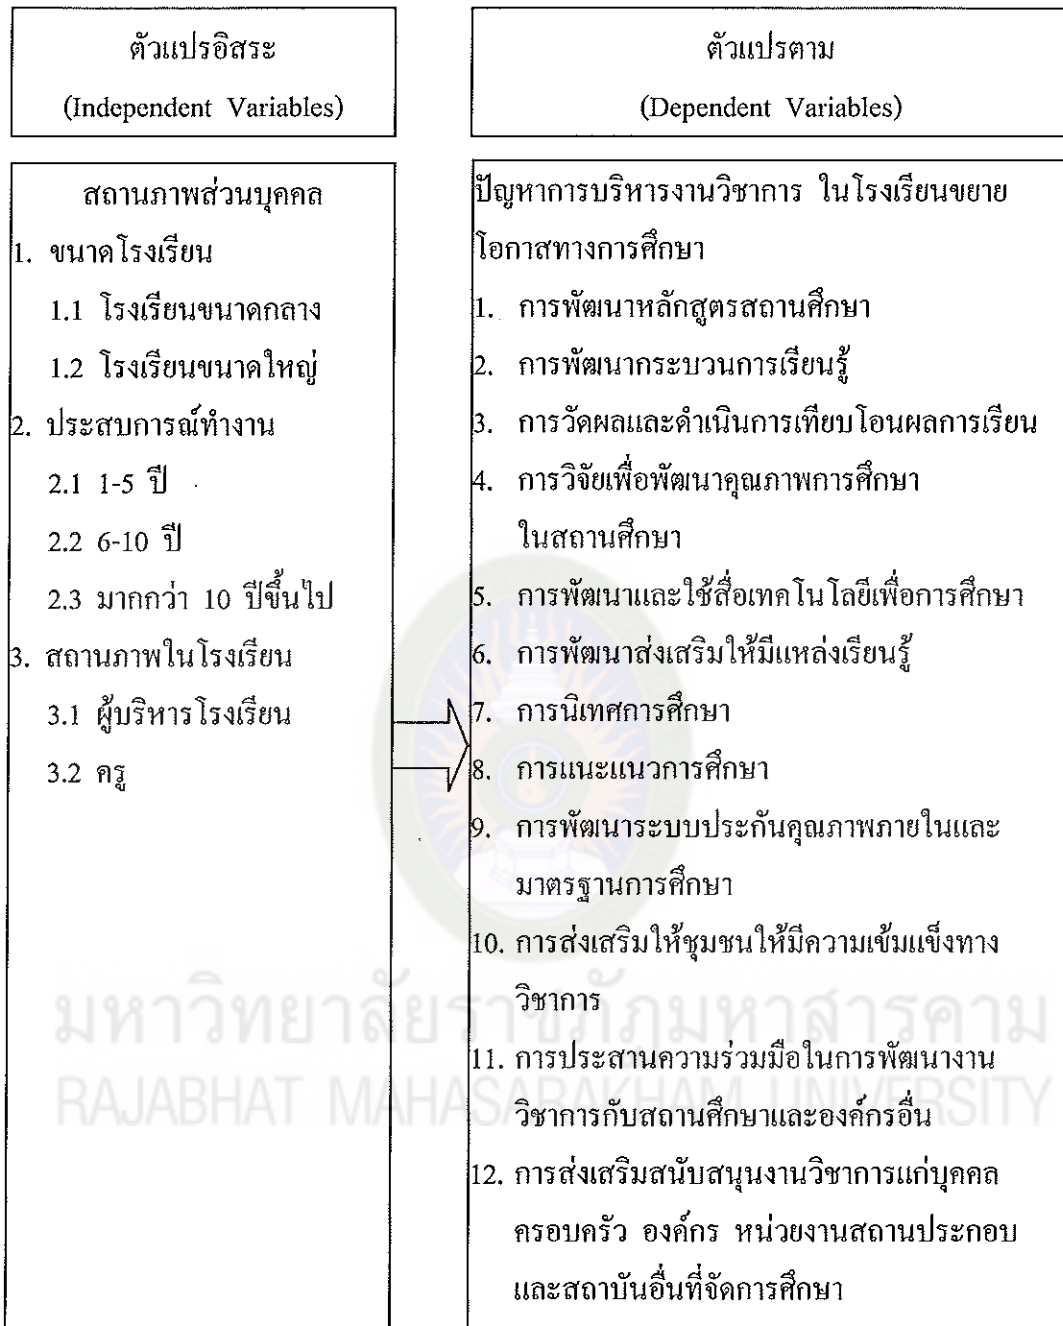 ตัวแปรอิสระ
(Independent Variables)
ตัวแปรตาม
(Dependent Variables)
สถานภาพส่วนบุคคล
1. ขนาดโรงเรียน
1.1 โรงเรียนขนาดกลาง
1.2 โรงเรียนขนาดใหญ่
2. ประสบการณ์ทำงาน
2.1 1-5 ปี
2.2 6-10 ปี
2.3 มากกว่า 10 ปีขึ้นไป
3. สถานภาพในโรงเรียน
3.1 ผู้บริหารโรงเรียน
3.2 ครู
ปัญหาการบริหารงานวิชาการ ในโรงเรียนขยาย
โอกาสทางการศึกษา
1. การพัฒนาหลักสูตรสถานศึกษา
2. การพัฒนากระบวนการเรียนรู้
3. การวัดผลและดำเนินการเทียบโอนผลการเรียน
4. การวิจัยเพื่อพัฒนาคุณภาพการศึกษา
ในสถานศึกษา
5. การพัฒนาและใช้สื่อเทคโนโลยีเพื่อการศึกษา
6. การพัฒนาส่งเสริมให้มีแหล่งเรียนรู้
7. การนิเทศการศึกษา
8. การแนะแนวการศึกษา
9. การพัฒนาระบบประกันคุณภาพภายในและ
มาตรฐานการศึกษา
10. การส่งเสริมให้ชุมชนให้มีความเข้มแข็งทาง
วิชาการ
11. การประสานความร่วมมือในการพัฒนางาน
วิชาการกับสถานศึกษาและองค์กรอื่น
12. การส่งเสริมสนับสนุนงานวิชาการแก่บุคคล
ครอบครัว องค์กร หน่วยงานสถานประกอบ
และสถาบันอื่นที่จัดการศึกษา
มหาวิทยาลัยราชภัฏมหาสารคาม
RAJABHAT MAHASARAKHAM UNIVERSITY